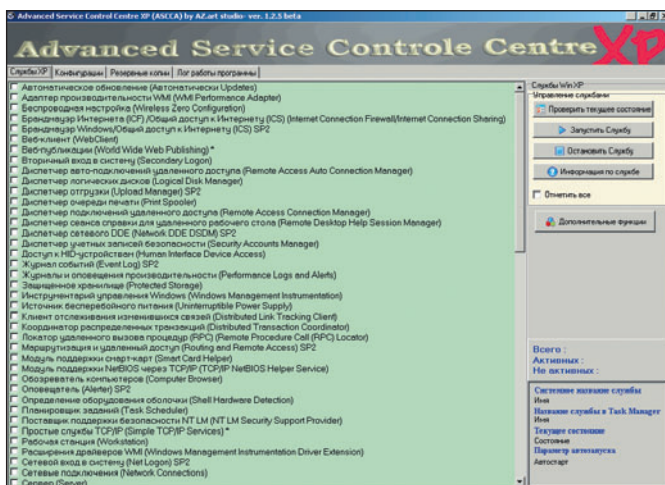 Advanced Service Control Centre XP (ASCCA) by AZ.art studio- ver. 1.2.5 beta
Advanced Service Controle Centre XP
Службы XP | Конфигурации | Резервные копии | Лог работы программы
Автоматическое обновление (Automatically Updates)
Адаптер производительности WMI (WMI Performance Adapter)
Беспроводная настройка (Wireless Zero Configuration)
Брандмауэр Интернета (ICF) /Общий доступ к Интернету (ICS) (Internet Connection Firewall/Internet Connection Sharing)
Брандмауэр Windows/Общий доступ к Интернету (ICS) SP2
Веб-клиент (WebClient)
Веб-публикации (World Wide Web Publishing) *
Вторичный вход в систему (Secondary Logon)
Диспетчер авто-подключений удаленного доступа (Remote Access Auto Connection Manager)
Диспетчер логических дисков (Logical Disk Manager)
Диспетчер отгрузки (Upload Manager) SP2
Диспетчер очереди печати (Print Spooler)
Диспетчер подключений удаленного доступа (Remote Access Connection Manager)
Диспетчер сеанса справки для удаленного рабочего стола (Remote Desktop Help Session Manager)
Диспетчер сетевого DDE (Network DDE DSDM) SP2
Диспетчер учетных записей безопасности (Security Accounts Manager)
Доступ к HID-устройствам (Human Interface Device Access)
Журнал событий (Event Log) SP2
Журналы и оповещения производительности (Performance Logs and Alerts)
Защищенное хранилище (Protected Storage)
Инструментарий управления Windows (Windows Management Instrumentation)
Источник бесперебойного питания (Uninterruptible Power Supply)
Клиент отслеживания изменившихся связей (Distributed Link Tracking Client)
Координатор распределенных транзакций (Distributed Transaction Coordinator)
Локатор удаленного вызова процедур (RPC) (Remote Procedure Call (RPC) Locator)
Маршрутизация и удаленный доступ (Routing and Remote Access) SP2
Модуль поддержки смарт-карт (Smart Card Helper)
Модуль поддержки NetBIOS через TCP/IP (TCP/IP NetBIOS Helper Service)
Обозреватель компьютеров (Computer Browser)
Оповещатель (Alerter) SP2
Определение оборудования оболочки (Shell Hardware Detection)
Планировщик заданий (Task Scheduler)
Поставщик поддержки безопасности NT LM (NT LM Security Support Provider)
Простые службы TCP/IP (Simple TCP/IP Services) *
Рабочая станция (Workstation)
Расширения драйверов WMI (Windows Management Instrumentation Driver Extension)
Сетевой вход в систему (Net Logon) SP2
Сетевые подключения (Network Connections)
Сервер (Server)
Службы Win XP
Управление службами
Проверить текущее состояние
Запустить Службу
Остановить Службу
Информация по службе
Отметить все
Дополнительные функции
Всего :
Активных :
Не активных :
Системное название службы
Имя
Название службы в Task Manager
Имя
Текущее состояние
Состояние
Параметр автозапуска
Автостарт